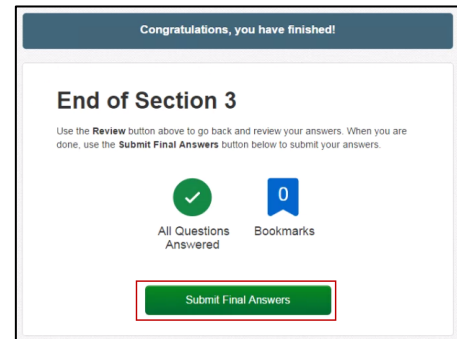 Congratulations, you have finished!
End of Section 3
Use the Review button above to go back and review your answers. When you are
done, use the Submit Final Answers button below to submit your answers.
0
All Questions
Answered
Bookmarks
Submit Final Answers